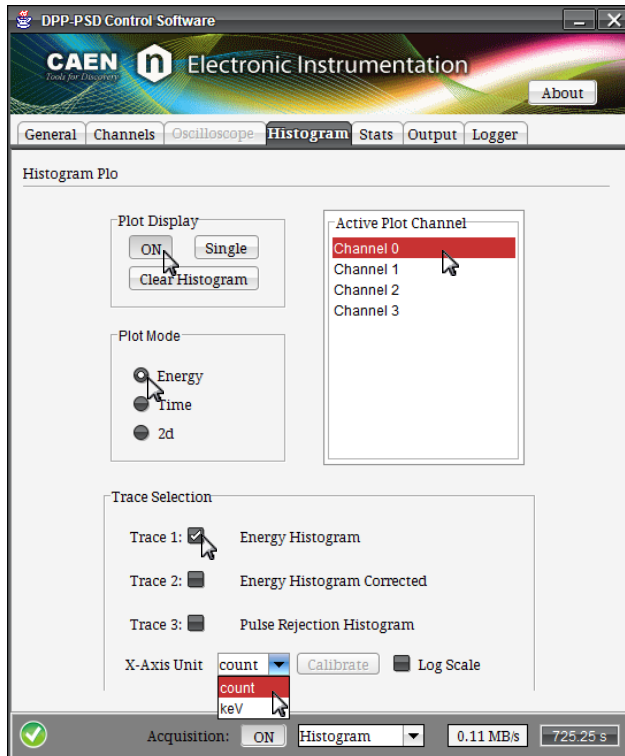 DPP-PSD Control Software
CAEN n Electronic Instrumentation
Tools for Discovery
About
General Channels Oscilloscope Histogram Stats Output Logger
Histogram Plo
Plot Display
ON Single
Clear Histogram
Active Plot Channel
Channel 0
Channel 1
Channel 2
Channel 3
Plot Mode
Energy
Time
2d
Trace Selection
Trace 1: Energy Histogram
Trace 2: Energy Histogram Corrected
Trace 3: Pulse Rejection Histogram
X-Axis Unit count Calibrate Log Scale
count
keV
Acquisition: ON Histogram 0.11 MB/s 725.25 s